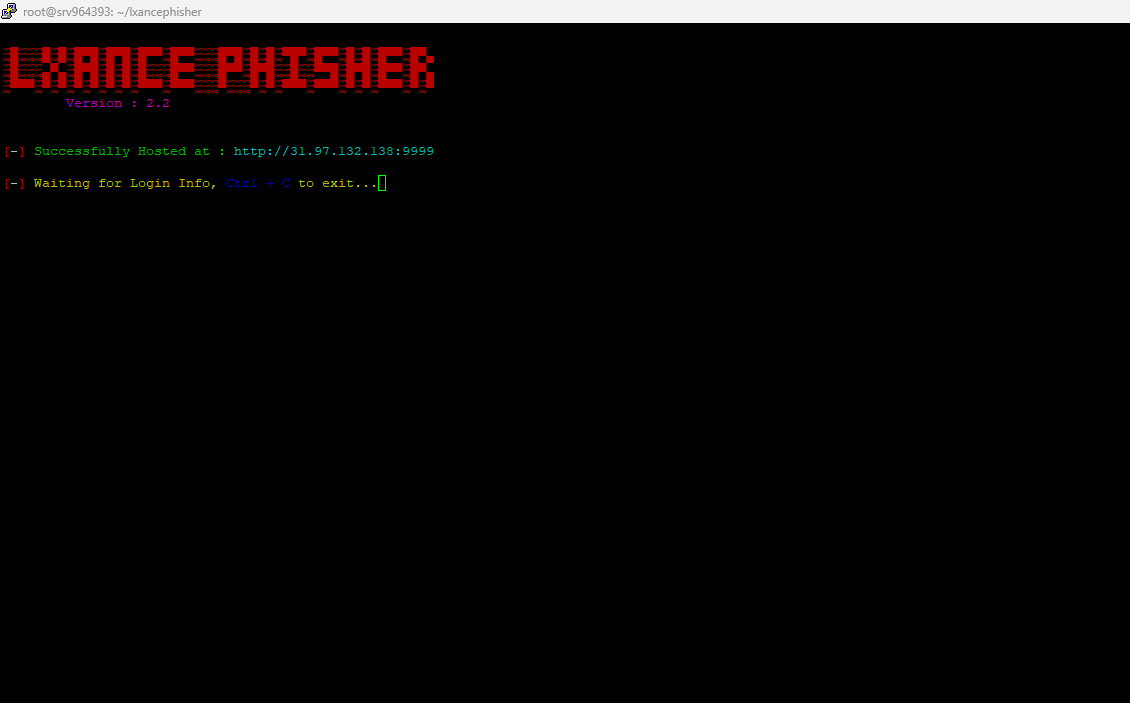 root@srv964393: ~/lxancephisher
LXANCE PHISHER
Version : 2.2
[-] Successfully Hosted at : http://31.97.132.138:9999
[-] Waiting for Login Info, Ctrl + C to exit...